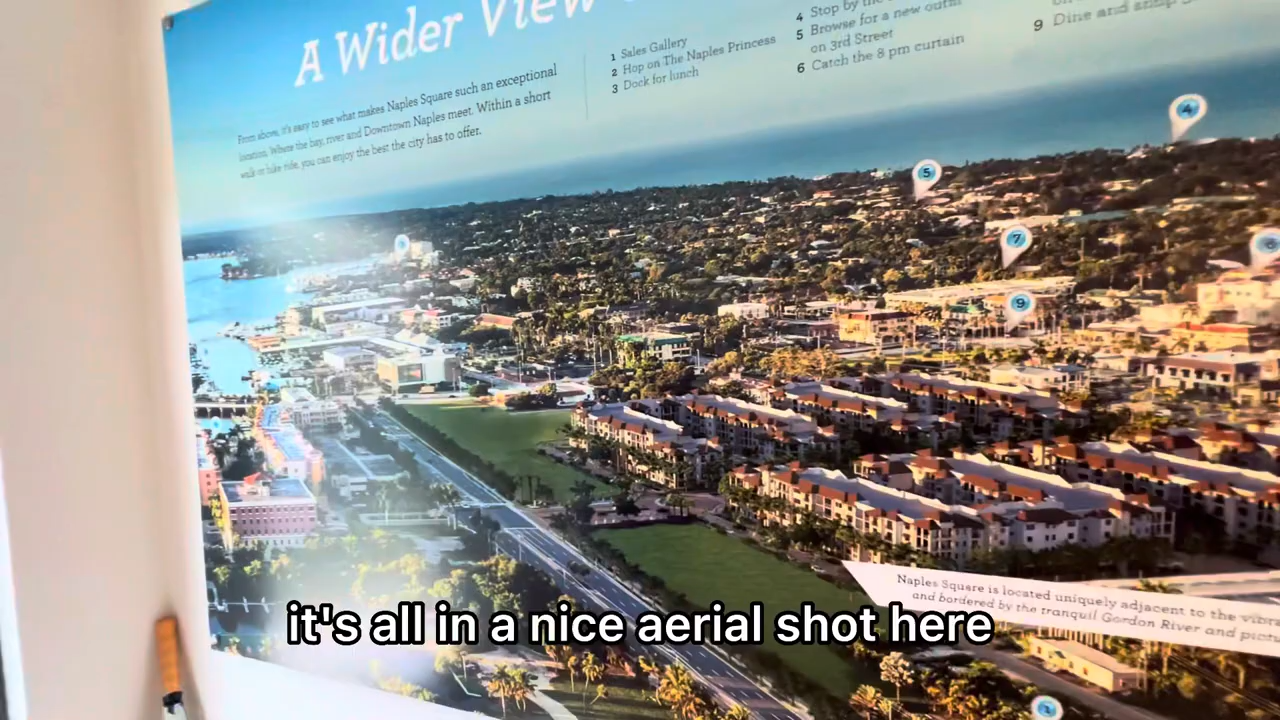 A Wider View
From above, it's easy to see what makes Naples Square such an exceptional
location. Where the bay, river and Downtown Naples meet. Within a short
walk or bike ride, you can enjoy the best the city has to offer.
1 Sales Gallery
2 Hop on The Naples Princess
3 Dock for lunch
4 Stop by the
5 Browse for a new outfit
on 3rd Street
6 Catch the 8 pm curtain
9 Dine and
4
5
7
9
Naples Square is located uniquely adjacent to the
and bordered by the tranquil Gordon River and
it's all in a nice aerial shot here